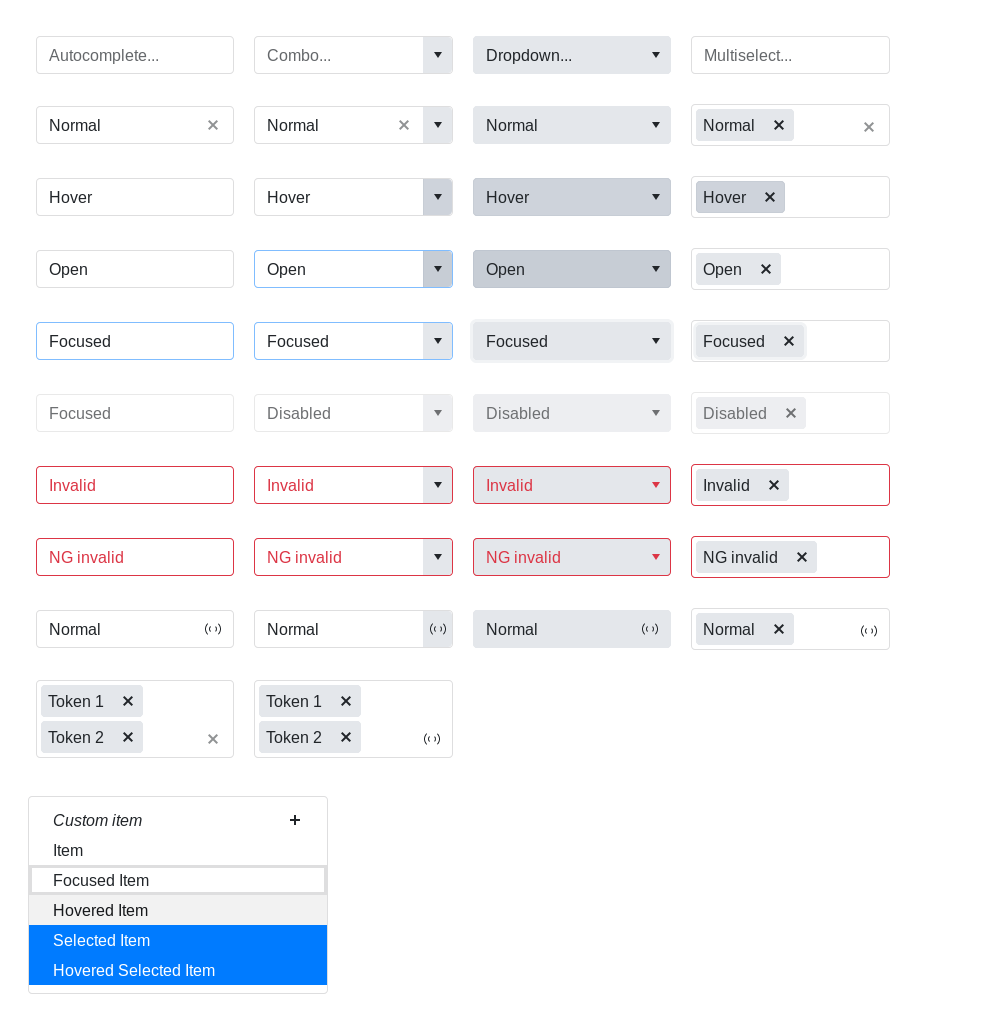 Autocomplete... Combo... Dropdown... Multiselect...
Normal Normal Normal Normal
Hover Hover Hover Hover
Open Open Open Open
Focused Focused Focused Focused
Focused Disabled Disabled Disabled
Invalid Invalid Invalid Invalid
NG invalid NG invalid NG invalid NG invalid
Normal Normal Normal Normal
Token 1 Token 1
Token 2 Token 2
Custom item
Item
Focused Item
Hovered Item
Selected Item
Hovered Selected Item